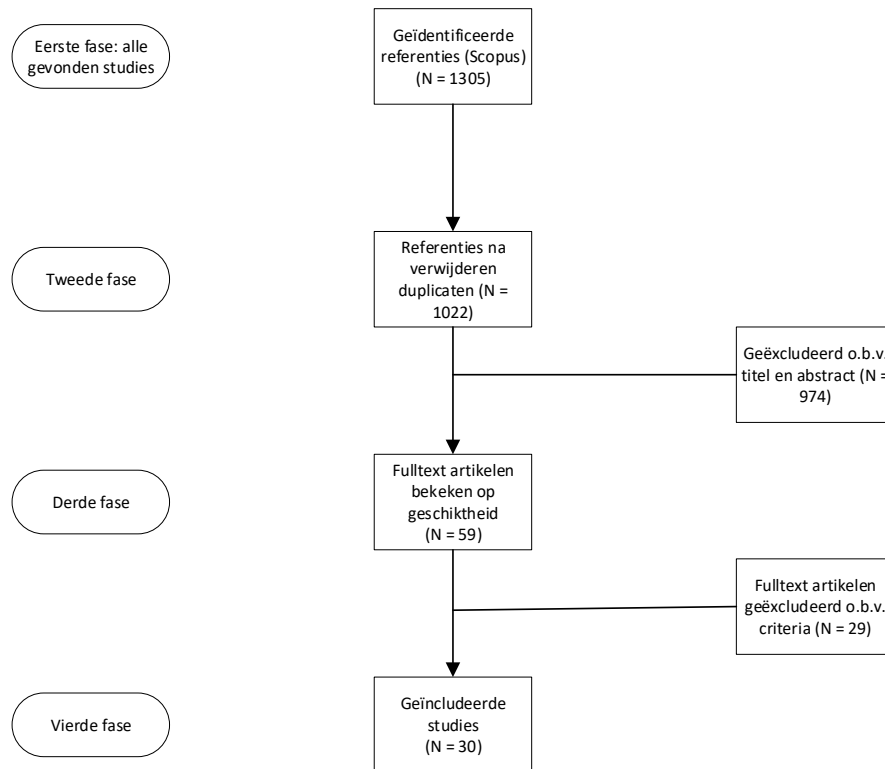 Eerste fase: alle
gevonden studies
Geïdentificeerde
referenties (Scopus)
(N = 1305)
Tweede fase
Referenties na
verwijderen
duplicaten (N =
1022)
Geëxcludeerd o.b.v.
titel en abstract (N =
974)
Derde fase
Fulltext artikelen
bekeken op
geschiktheid
(N = 59)
Fulltext artikelen
geëxcludeerd o.b.v.
criteria (N = 29)
Vierde fase
Geïncludeerde
studies
(N = 30)